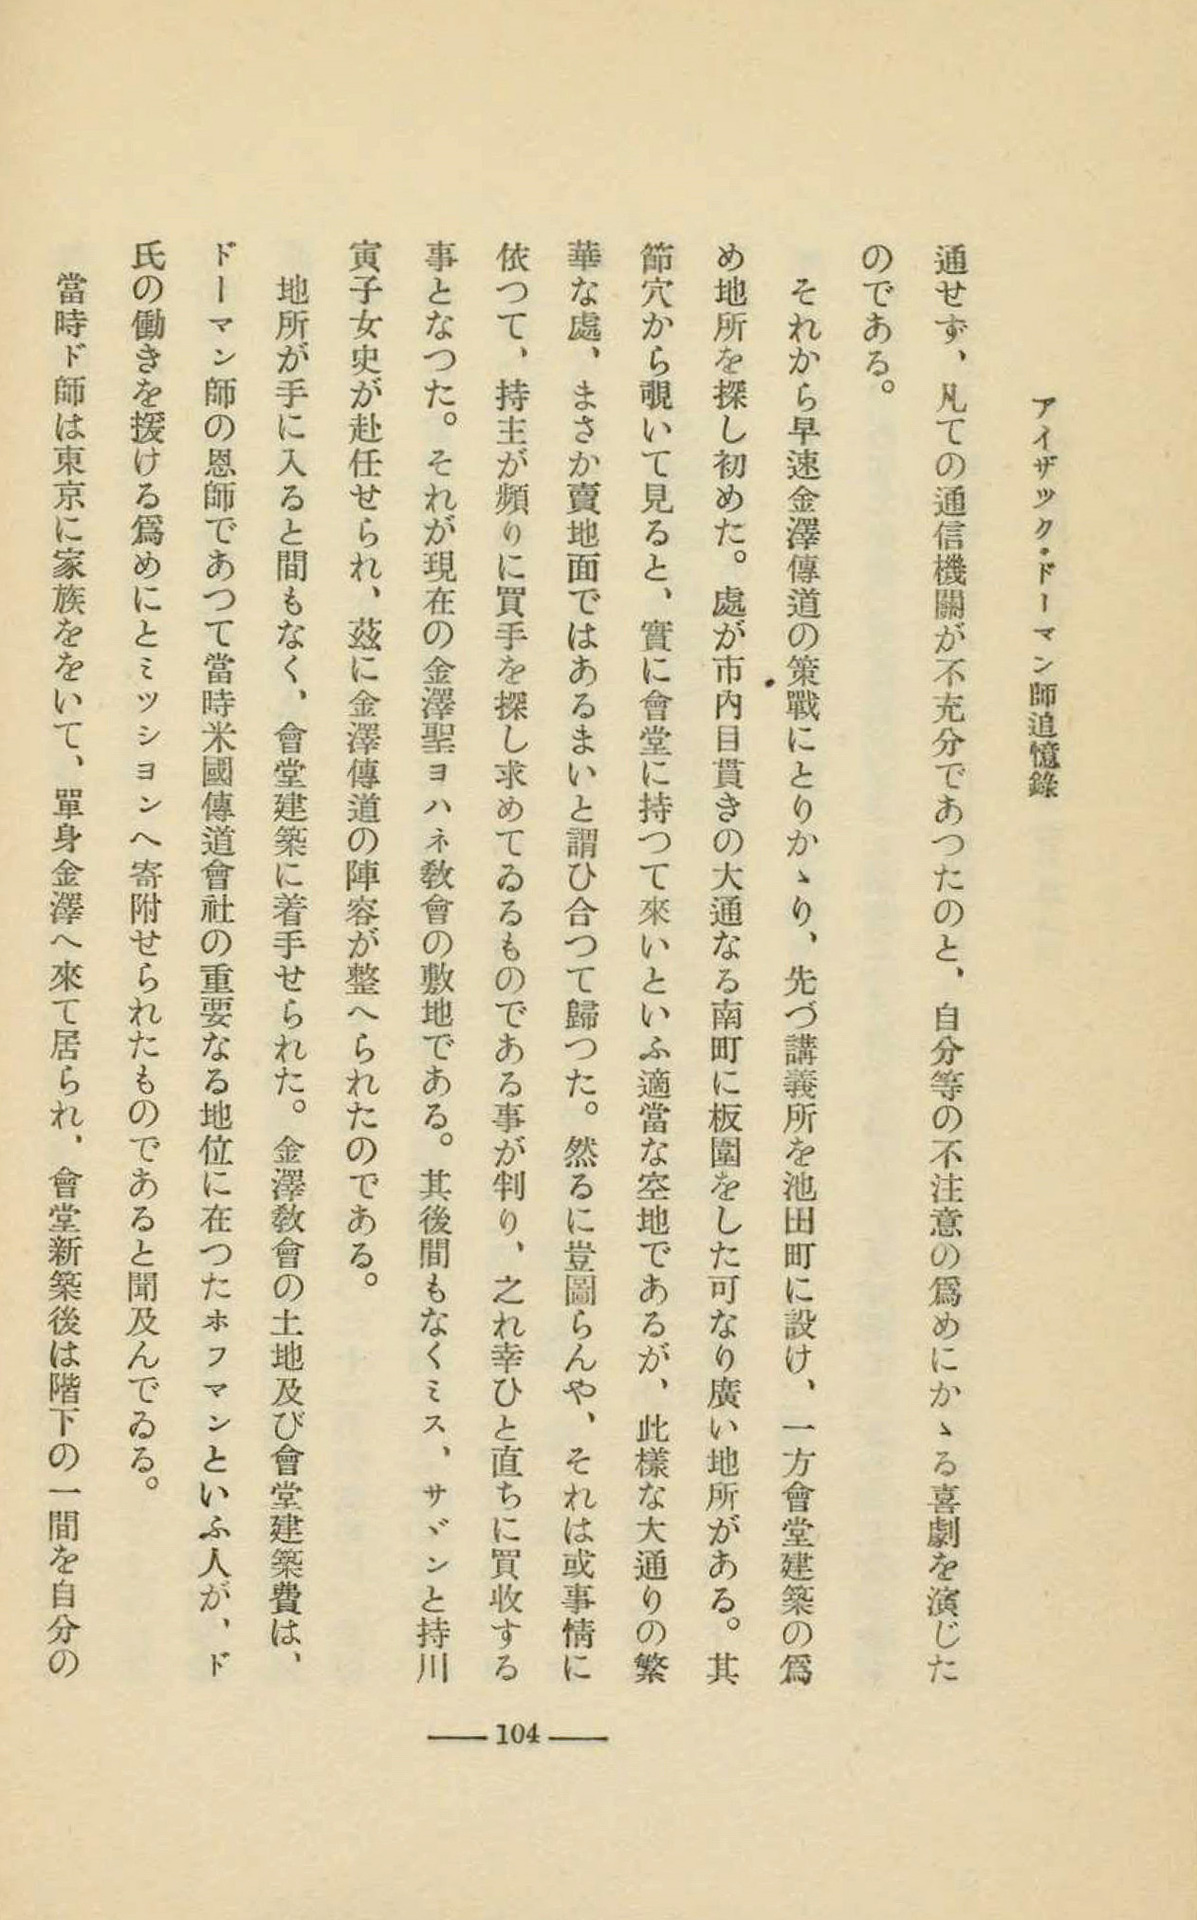 アイザック・ドーマン師追憶錄
通せず、凡ての通信機關が不充分であつたのと、自分等の不注意の爲めにかゝる喜劇を演じた
のである。
それから早速金澤傳道の策戰にとりかゝり、先づ講義所を池田町に設け、一方會堂建築の爲
め地所を探し初めた。處が市内目貫きの大通なる南町に板圍をした可なり廣い地所がある。其
節穴から覗いて見ると、實に會堂に持つて來いといふ適當な空地であるが、此樣な大通りの繁
華な處、まさか賣地面ではあるまいと謂ひ合つて歸つた。然るに豈圖らんや、それは或事情に
依つて、持主が頻りに買手を探し求めてゐるものである事が判り、之れ幸ひと直ちに買收する
事となつた。それが現在の金澤聖ヨハネ敎會の敷地である。其後間もなくミス、サヾンと持川
寅子女史が赴任せられ、茲に金澤傳道の陣容が整へられたのである。
地所が手に入ると間もなく、會堂建築に着手せられた。金澤敎會の土地及び會堂建築費は、
ドーマン師の恩師であつて當時米國傳道會社の重要なる地位に在つたホフマンといふ人が、ド
氏の働きを援ける爲めにとミツシヨンへ寄附せられたものであると聞及んでゐる。
當時ド師は東京に家族ををいて、單身金澤へ來て居られ、會堂新築後は階下の一間を自分の
104